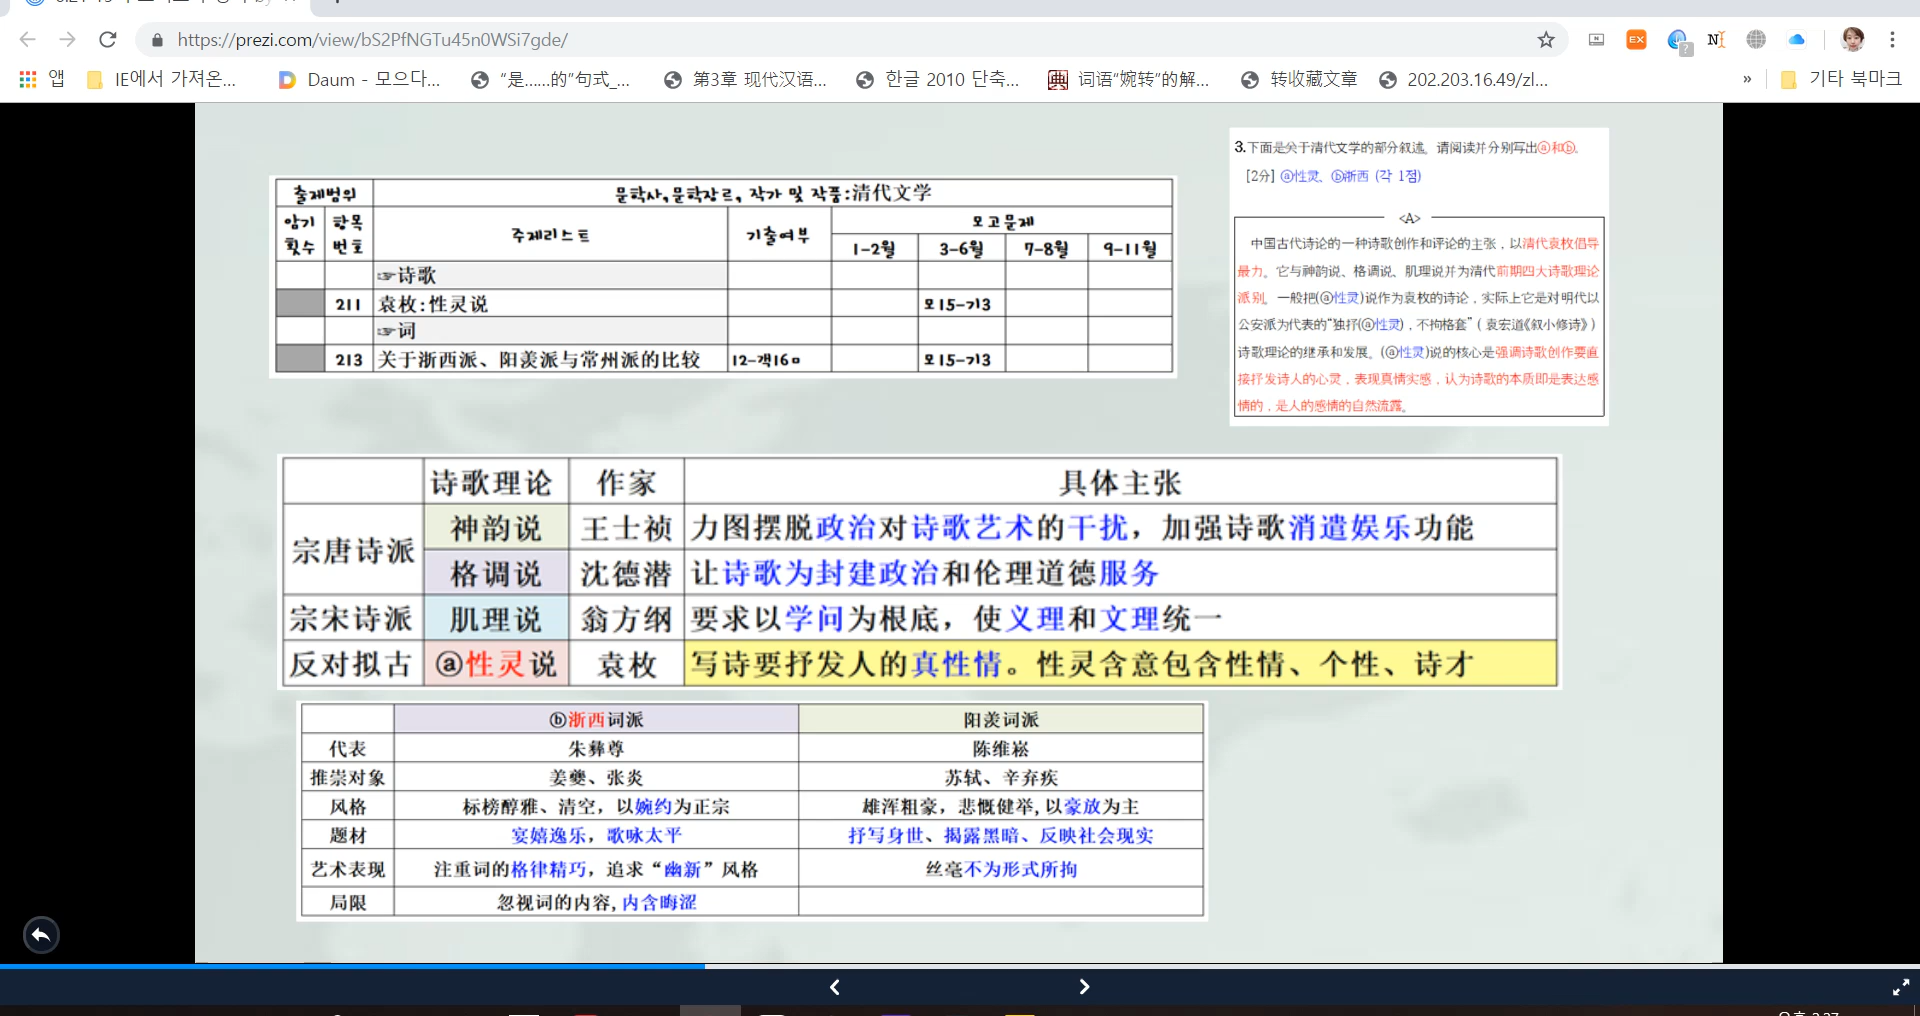 https://prezi.com/view/bS2PfNGTu45n0WSi7gde/
앱 IE에서 가져온... Daum - 모으다... “是……的”句式_... 第3章 现代汉语... 한글 2010 단축... 词语“婉转”的解... 转收藏文章 202.203.16.49/zl... » 기타 북마크
출제범위 문학사,문학장르, 작가 및 작품:清代文学
암기횟수 항목번호 주제리스트 기출여부 모고문제
1-2월 3-6월 7-8월 9-11월
☞诗歌
211 袁枚:性灵说 모15-기3
☞词
213 关于浙西派、阳羡派与常州派的比较 12-객16 모15-기3
3.下面是关于清代文学的部分叙述。请阅读并分别写出ⓐ和ⓑ。
[2分] ⓐ性灵、ⓑ浙西 (각 1점)
<A>
中国古代诗论的一种诗歌创作和评论的主张，以清代袁枚倡导
最力。它与神韵说、格调说、肌理说并为清代前期四大诗歌理论
派别。一般把(ⓐ性灵)说作为袁枚的诗论，实际上它是对明代以
公安派为代表的“独抒(ⓐ性灵)，不拘格套”（袁宏道《叙小修诗》）
诗歌理论的继承和发展。(ⓐ性灵)说的核心是强调诗歌创作要直
接抒发诗人的心灵，表现真情实感，认为诗歌的本质即是表达感
情的，是人的感情的自然流露。
诗歌理论 作家 具体主张
宗唐诗派 神韵说 王士祯 力图摆脱政治对诗歌艺术的干扰，加强诗歌消遣娱乐功能
格调说 沈德潜 让诗歌为封建政治和伦理道德服务
宗宋诗派 肌理说 翁方纲 要求以学问为根底，使义理和文理统一
反对拟古 ⓐ性灵说 袁枚 写诗要抒发人的真性情。性灵含意包含性情、个性、诗才
ⓑ浙西词派 阳羡词派
代表 朱彝尊 陈维崧
推崇对象 姜夔、张炎 苏轼、辛弃疾
风格 标榜醇雅、清空，以婉约为正宗 雄浑粗豪，悲慨健举,以豪放为主
题材 宴嬉逸乐，歌咏太平 抒写身世、揭露黑暗、反映社会现实
艺术表现 注重词的格律精巧，追求“幽新”风格 丝毫不为形式所拘
局限 忽视词的内容,内含晦涩